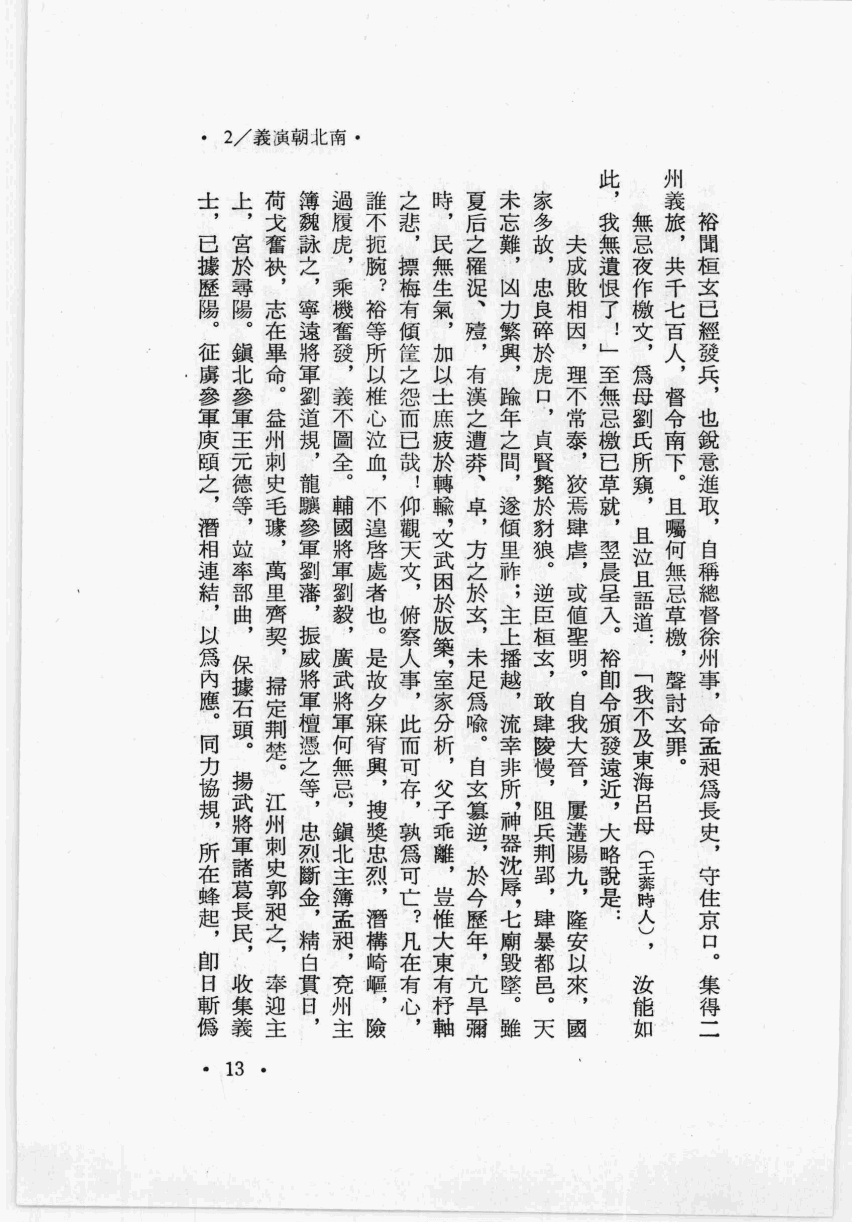 ・南北朝演義／2・
裕聞桓玄已經發兵，也銳意進取，自稱總督徐州事，命孟昶爲長史，守住京口。集得二
州義旅，共千七百人，督令南下。且囑何無忌草檄，聲討玄罪。
無忌夜作檄文，爲母劉氏所窺，且泣且語道：「我不及東海呂母（王莽時人），汝能如
此，我無遺恨了！」至無忌檄已草就，翌晨呈入。裕卽令頒發遠近，大略說是：
夫成敗相因，理不常泰，狡焉肆虐，或値聖明。自我大晉，屢遘陽九，隆安以來，國
家多故，忠良碎於虎口，貞賢斃於豺狼。逆臣桓玄，敢肆陵慢，阻兵荆郢，肆暴都邑。天
未忘難，凶力繁興，踰年之間，遂傾里祚；主上播越，流幸非所，神器沈辱，七廟毀墜。雖
夏后之罹浞、殪，有漢之遭莽、卓，方之於玄，未足爲喩。自玄篡逆，於今歷年，亢旱彌
時，民無生氣，加以士庶疲於轉輸，文武困於版築，室家分析，父子乖離，豈惟大東有杼軸
之悲，摽梅有傾筐之怨而已哉！仰觀天文，俯察人事，此而可存，孰爲可亡？凡在有心，
誰不扼腕？裕等所以椎心泣血，不遑啓處者也。是故夕寐宵興，搜獎忠烈，潛構崎嶇，險
過履虎，乘機奮發，義不圖全。輔國將軍劉毅，廣武將軍何無忌，鎭北主簿孟昶，兗州主
簿魏詠之，寧遠將軍劉道規，龍驤參軍劉藩，振威將軍檀憑之等，忠烈斷金，精白貫日，
荷戈奮袂，志在畢命。益州刺史毛璩，萬里齊契，掃定荆楚。江州刺史郭昶之，奉迎主
上，宮於尋陽。鎭北參軍王元德等，竝率部曲，保據石頭。揚武將軍諸葛長民，收集義
士，已據歷陽。征虜參軍庾頤之，潛相連結，以爲內應。同力協規，所在蜂起，卽日斬僞
・13・